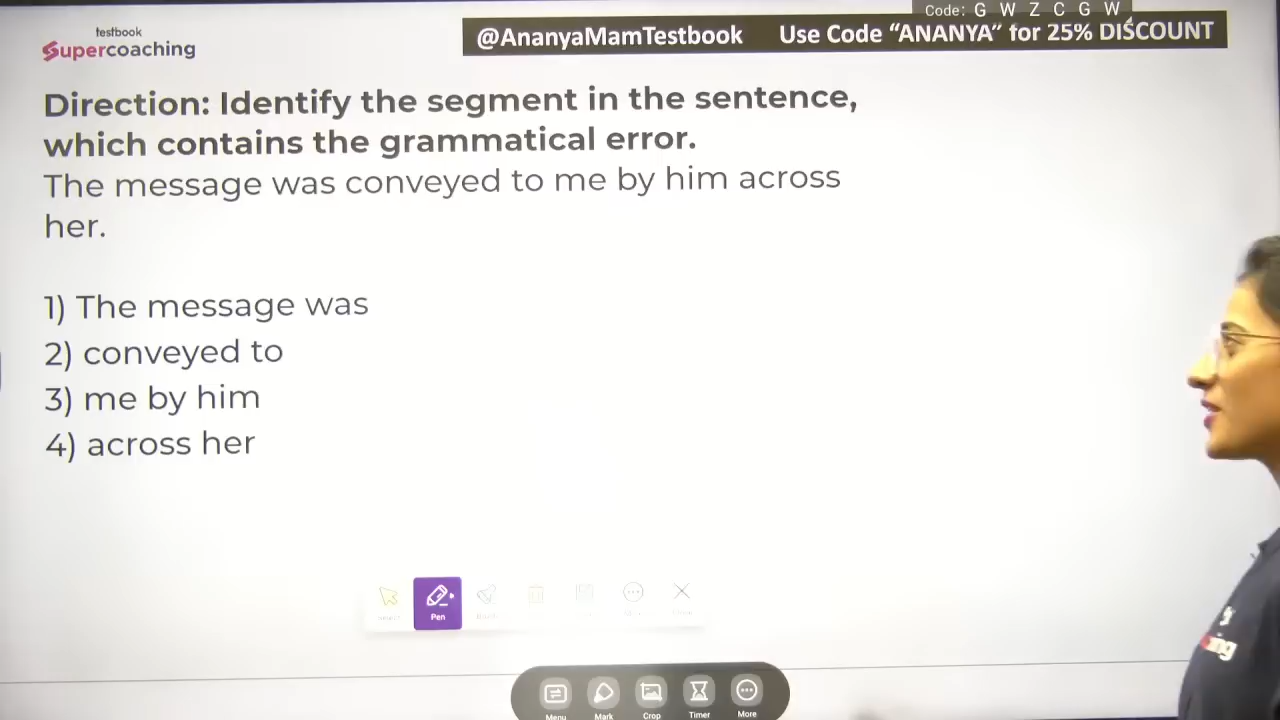 Code: G W Z C G W
testbook
Supercoaching
@AnanyaMamTestbook Use Code “ANANYA” for 25% DISCOUNT
Direction: Identify the segment in the sentence,
which contains the grammatical error.
The message was conveyed to me by him across
her.
1) The message was
2) conveyed to
3) me by him
4) across her
Select Pen
Menu Mark Crop Timer More